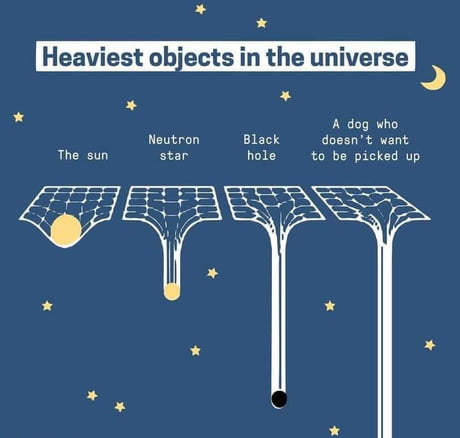 Heaviest objects in the universe
The sun
Neutron
star
Black
hole
A dog who
doesn't want
to be picked up